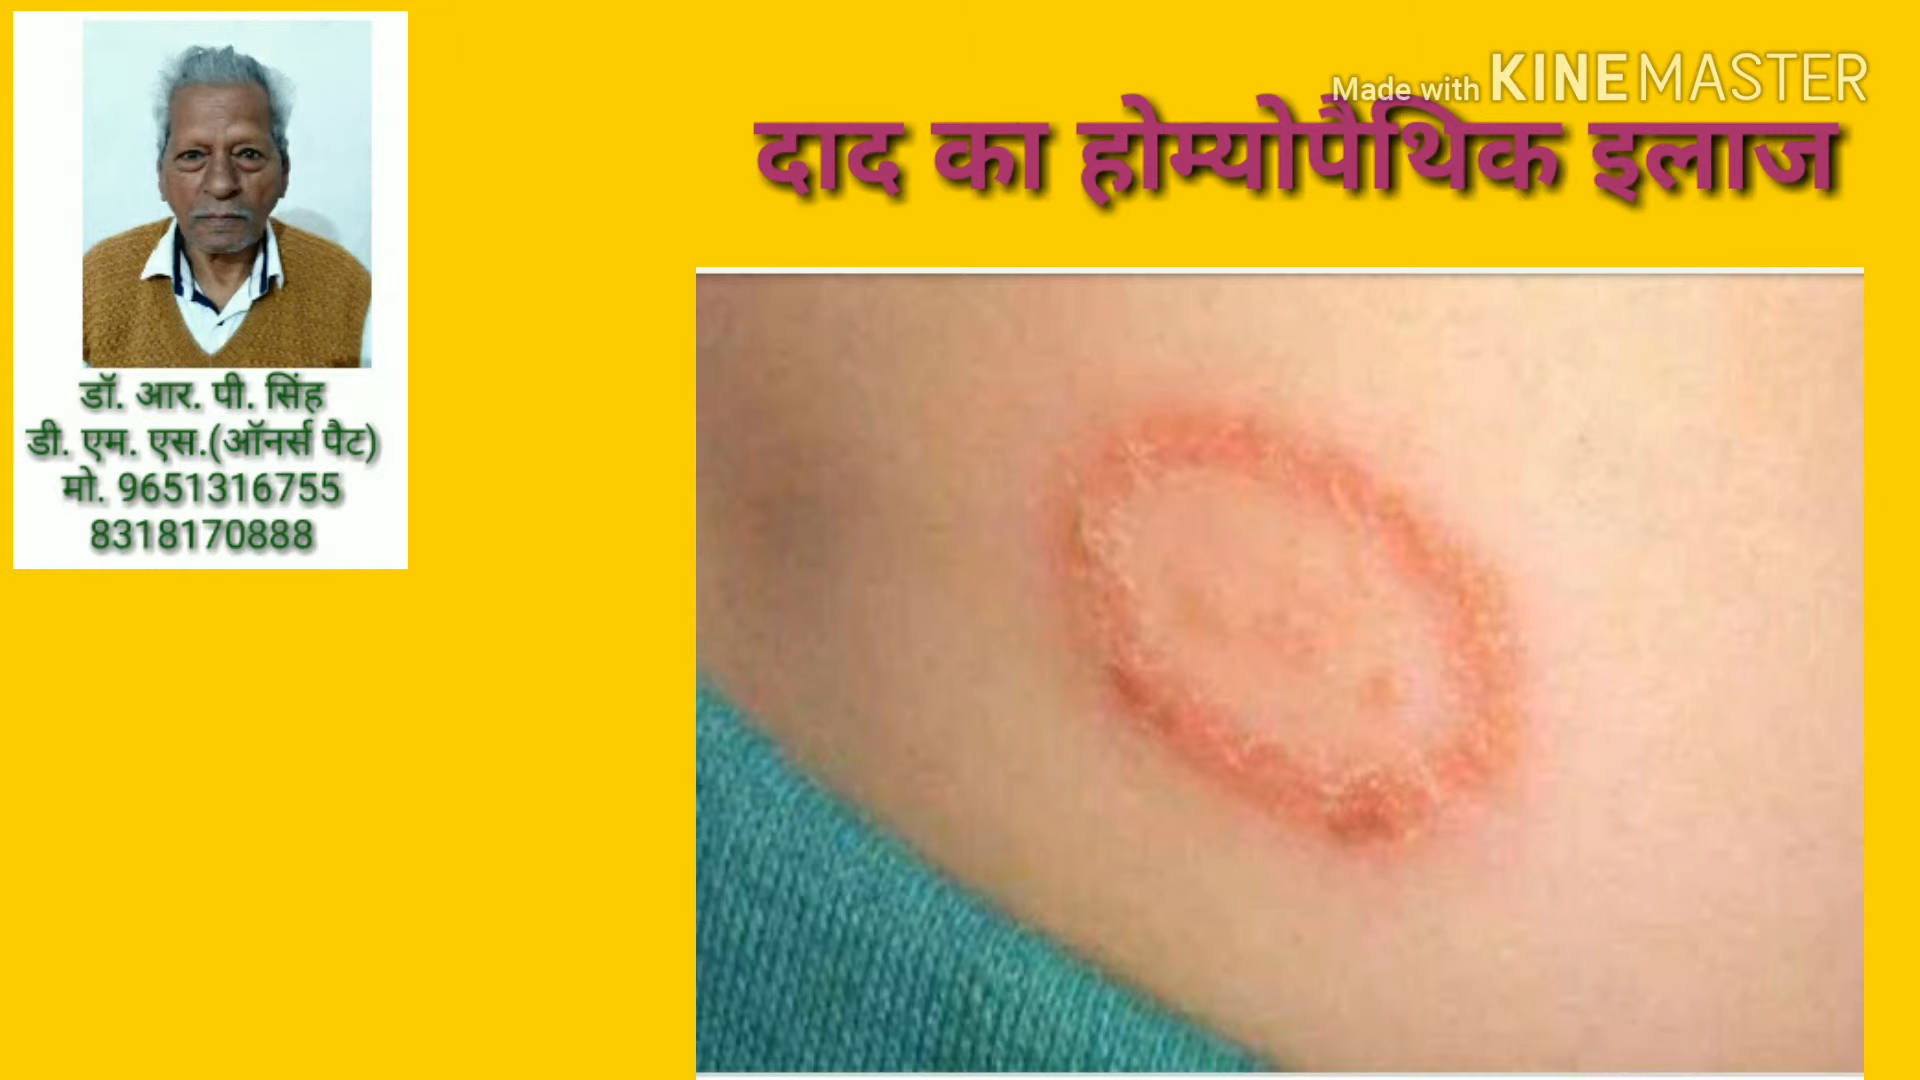 Made with KINEMASTER
दाद का होम्योपैथिक इलाज
डॉ. आर. पी. सिंह
डी. एम. एस.(ऑनर्स पैट)
मो. 9651316755
8318170888